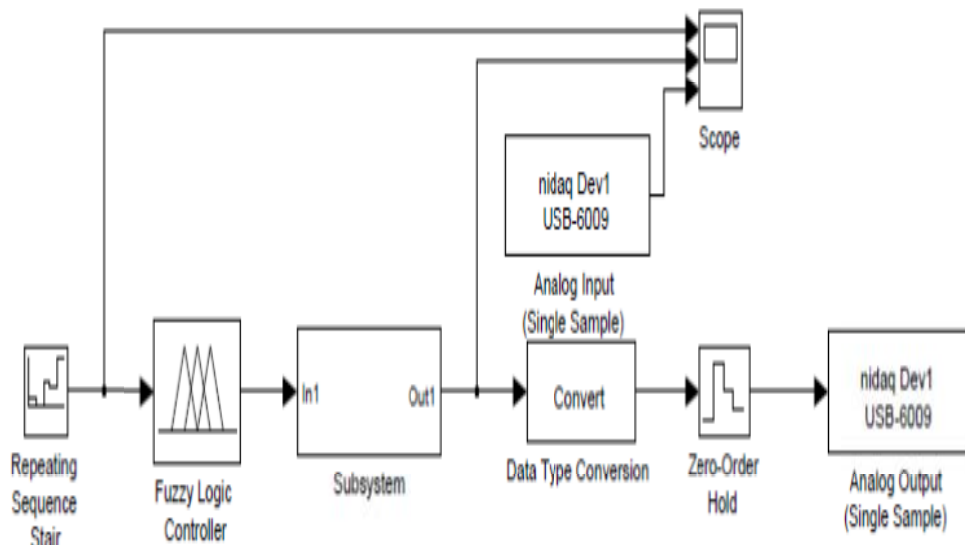 Scope
nidaq Dev1
USB-6009
Analog Input
(Single Sample)
In1
Out1
Convert
nidaq Dev1
USB-6009
Repeating
Sequence
Stair
Fuzzy Logic
Controller
Subsystem
Data Type Conversion
Zero-Order
Hold
Analog Output
(Single Sample)